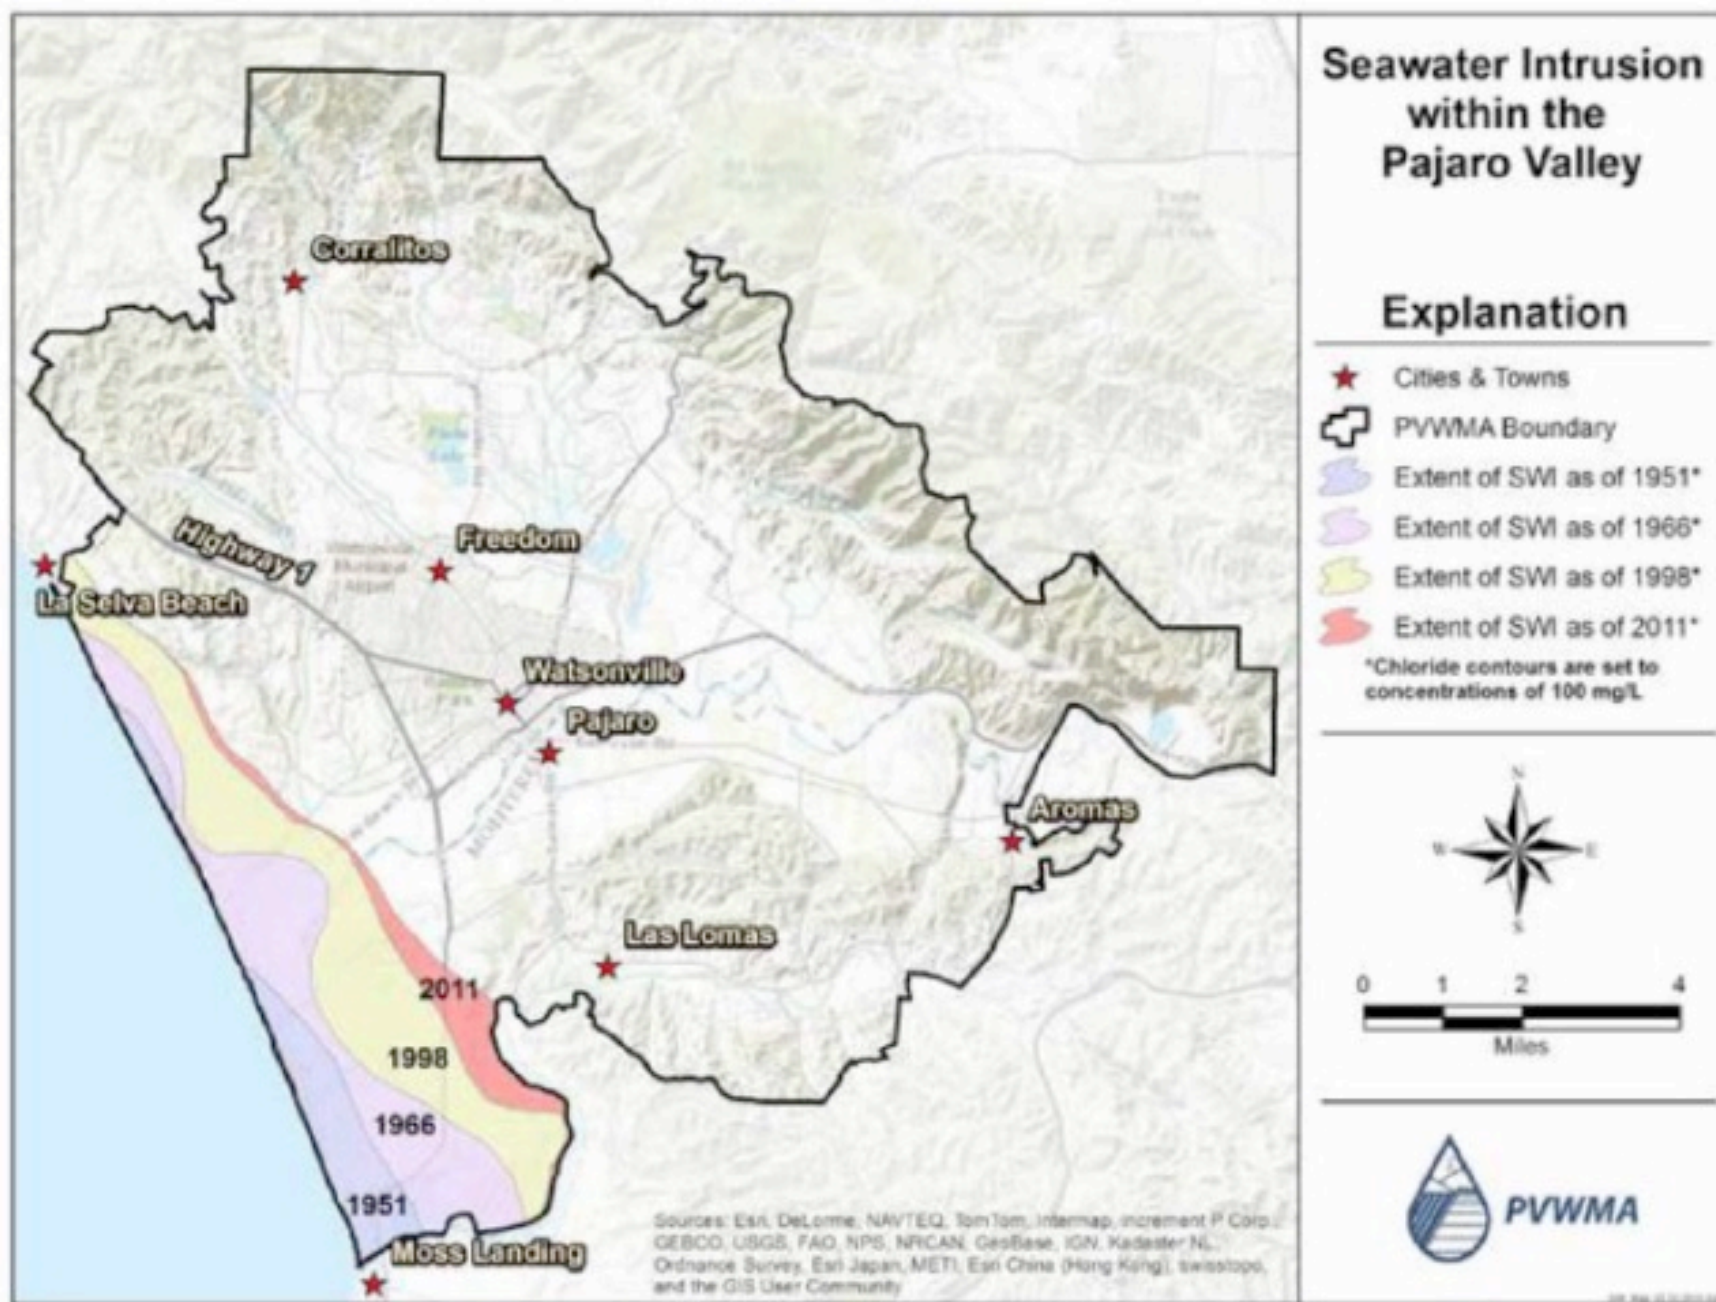 Seawater Intrusion
within the
Pajaro Valley
Explanation
Cities & Towns
PVWMA Boundary
Extent of SWI as of 1951*
Extent of SWI as of 1966*
Extent of SWI as of 1998*
Extent of SWI as of 2011*
*Chloride contours are set to
concentrations of 100 mg/L
N
W E
S
0 1 2 4
Miles
PVWMA
Corralitos
Highway 1
Freedom
Municipal
Airport
La Selva Beach
Watsonville
Pajaro
Aromas
Las Lomas
2011
1998
1966
1951
Moss Landing
Sources: Esri, DeLorme, NAVTEQ, TomTom, Intermap, increment P Corp.,
GEBCO, USGS, FAO, NPS, NRCAN, GeoBase, IGN, Kadaster NL,
Ordnance Survey, Esri Japan, METI, Esri China (Hong Kong), swisstopo,
and the GIS User Community